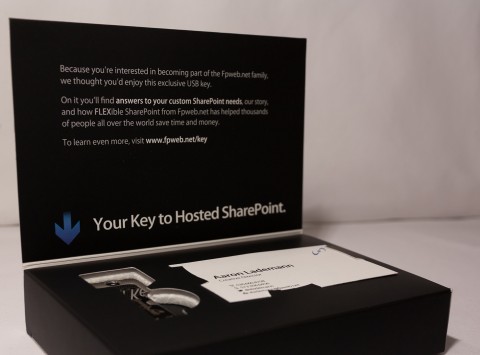 Because you're interested in becoming part of the Fpweb.net family,
we thought you'd enjoy this exclusive USB key.
On it you'll find answers to your custom SharePoint needs, our story,
and how FLEXible SharePoint from Fpweb.net has helped thousands
of people all over the world save time and money.
To learn even more, visit www.fpweb.net/key
Your Key to Hosted SharePoint.
Aaron Lademann